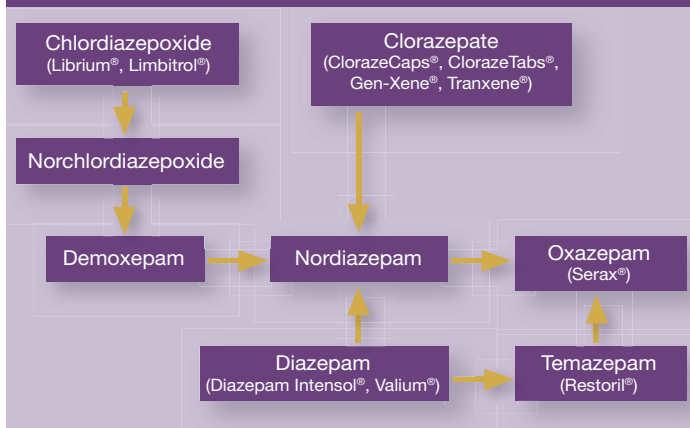 Chlordiazepoxide
(Librium®, Limbitrol®)
Clorazepate
(ClorazeCaps®, ClorazeTabs®,
Gen-Xene®, Tranxene®)
Norchlordiazepoxide
Demoxepam
Nordiazepam
Oxazepam
(Serax®)
Diazepam
(Diazepam Intensol®, Valium®)
Temazepam
(Restoril®)